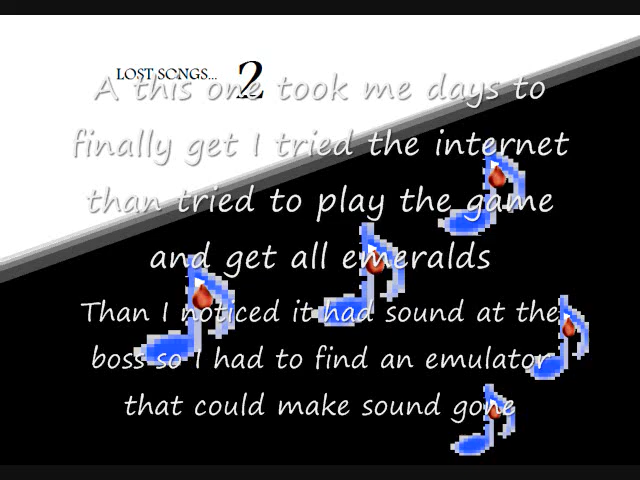 LOST SONGS... 2
A this one took me days to
finally get I tried the internet
than tried to play the game
and get all emeralds
Than I noticed it had sound at the
boss so I had to find an emulator
that could make sound gone